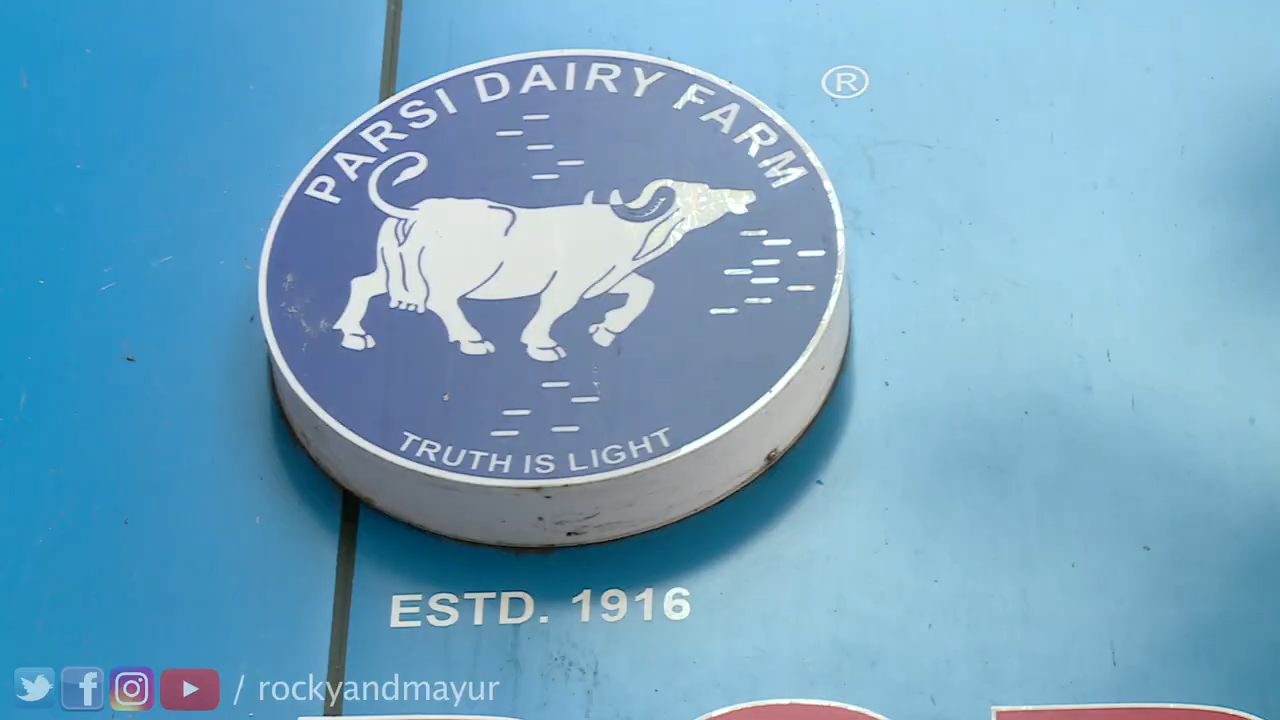 PARSI DAIRY FARM
®
TRUTH IS LIGHT
ESTD. 1916
/ rockyandmayur